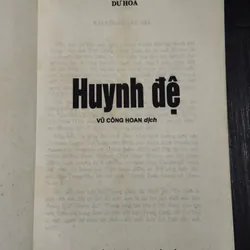 DƯ HOA
Huynh đệ
VŨ CÔNG HOAN dịch